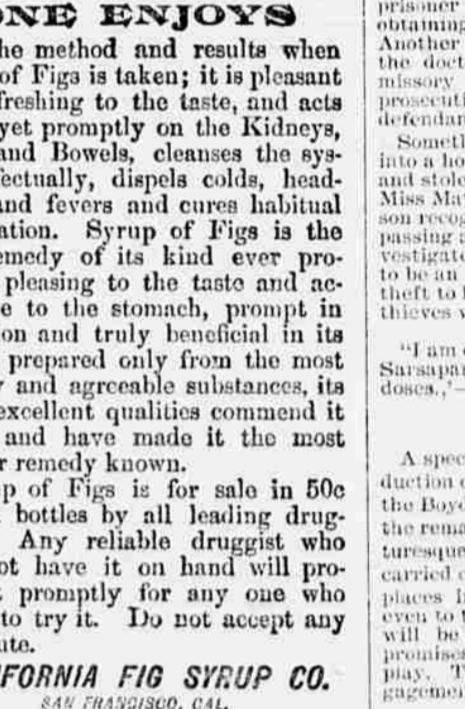 ONE ENJOYS
he method and results when
of Figs is taken; it is pleasant
freshing to the taste, and acts
yet promptly on the Kidneys,
and Bowels, cleanses the sys-
fectually, dispels colds, head-
and fevers and cures habitual
ation. Syrup of Figs is the
emedy of its kind ever pro-
pleasing to the taste and ac-
e to the stomach, prompt in
on and truly beneficial in its
prepared only from the most
y and agreeable substances, its
excellent qualities commend it
and have made it the most
r remedy known.
p of Figs is for sale in 50c
bottles by all leading drug-
Any reliable druggist who
ot have it on hand will pro-
promptly for any one who
to try it. Do not accept any
ute.
FORNIA FIG SYRUP CO.
SAN FRANCISCO, CAL.
prisoner
obtaining
Another
the doct
missory
prosecuti
defendan
Someth
into a ho
and stole
Miss Ma
son recog
passing a
vestigate
to be an
theft to
thieves
"I am
Sarsapar
doses.,'—
A spec
duction
the Boyd
the rema
turesque
carried
places i
even to t
will be
promises
play. T
gagemen